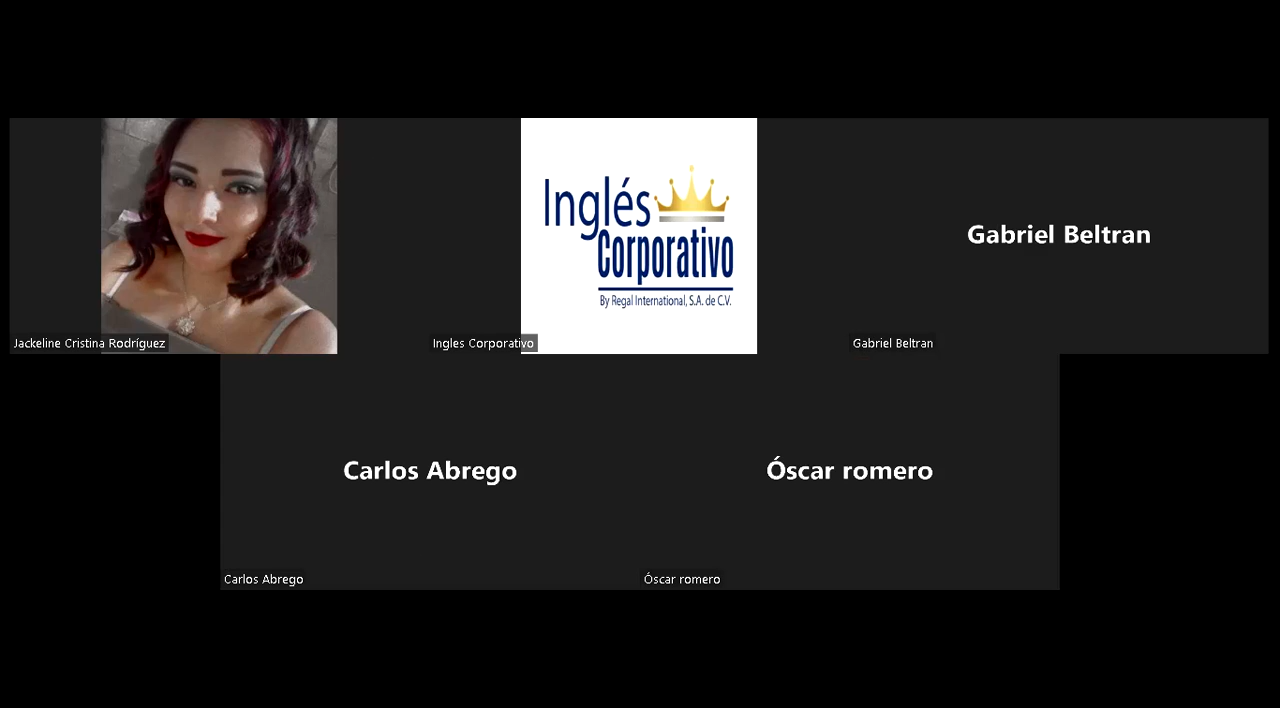 Inglés
Corporativo
By Regal International, S.A. de C.V.
Gabriel Beltran
Jackeline Cristina Rodríguez
Ingles Corporativo
Gabriel Beltran
Carlos Abrego
Óscar romero
Carlos Abrego
Óscar romero